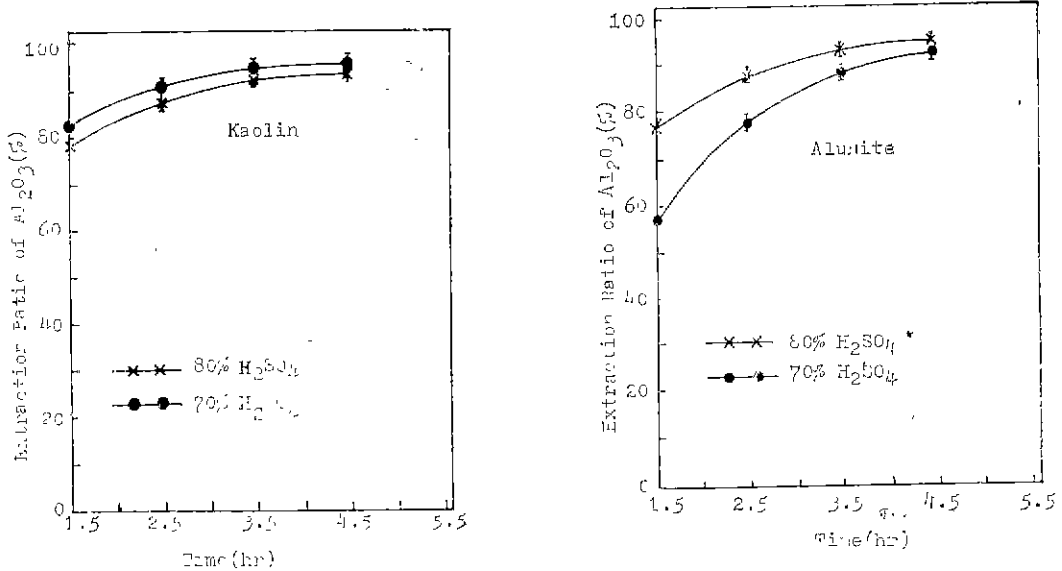 Extraction Ratio of Al2O3(%)
100
80
60
40
20
0
Kaolin
80% H2SO4
70% H2
1.5 2.5 3.5 4.5 5.5
Time(hr)
Extraction Ratio of Al2O3(%)
100
80
60
40
20
0
Alunite
80% H2SO4
70% H2SO4
1.5 2.5 3.5 4.5 5.5
Time(hr)